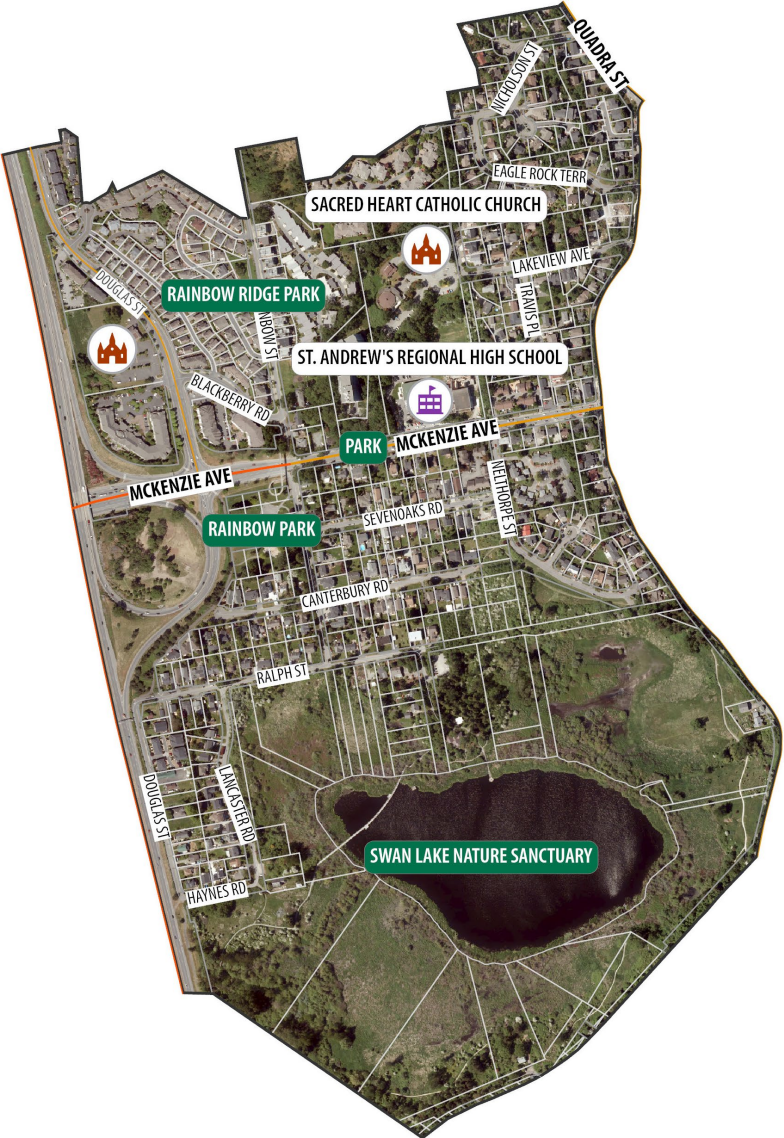 QUADRA ST
NICHOLSON ST
EAGLE ROCK TERR
SACRED HEART CATHOLIC CHURCH
LAKEVIEW AVE
DOUGLAS ST
RAINBOW RIDGE PARK
TRAVIS PL
NBOW ST
ST. ANDREW'S REGIONAL HIGH SCHOOL
BLACKBERRY RD
MCKENZIE AVE
PARK
MCKENZIE AVE
NELTHORPE ST
SEVENOAKS RD
RAINBOW PARK
CANTERBURY RD
RALPH ST
DOUGLAS ST
LANCASTER RD
SWAN LAKE NATURE SANCTUARY
HAYNES RD